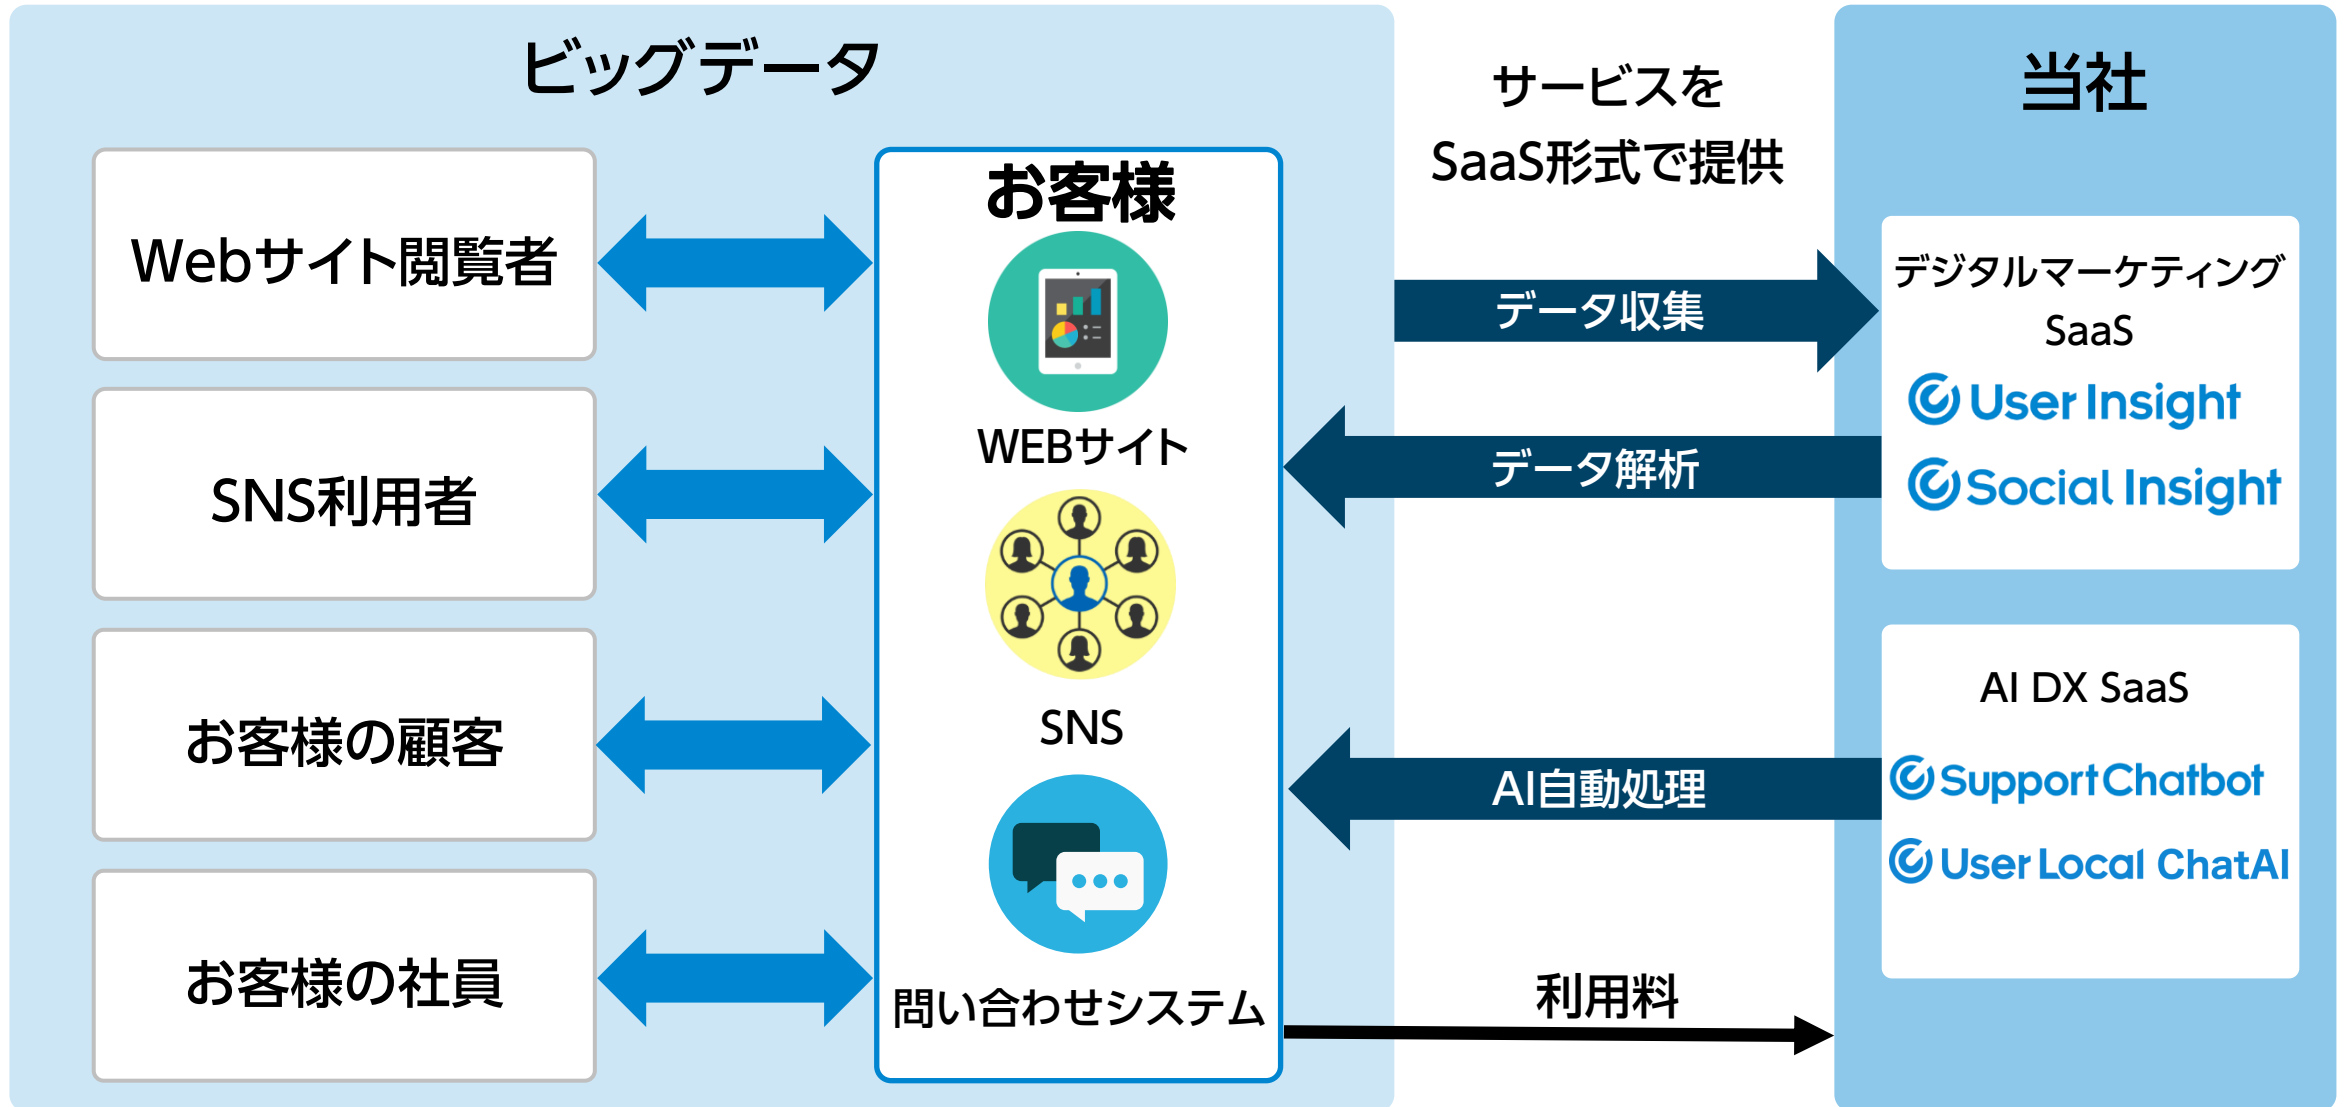 ビッグデータ
Webサイト閲覧者
SNS利用者
お客様の顧客
お客様の社員
お客様
WEBサイト
SNS
問い合わせシステム
サービスを
SaaS形式で提供
データ収集
データ解析
AI自動処理
利用料
当社
デジタルマーケティング
SaaS
User Insight
Social Insight
AI DX SaaS
Support Chatbot
User Local ChatAI